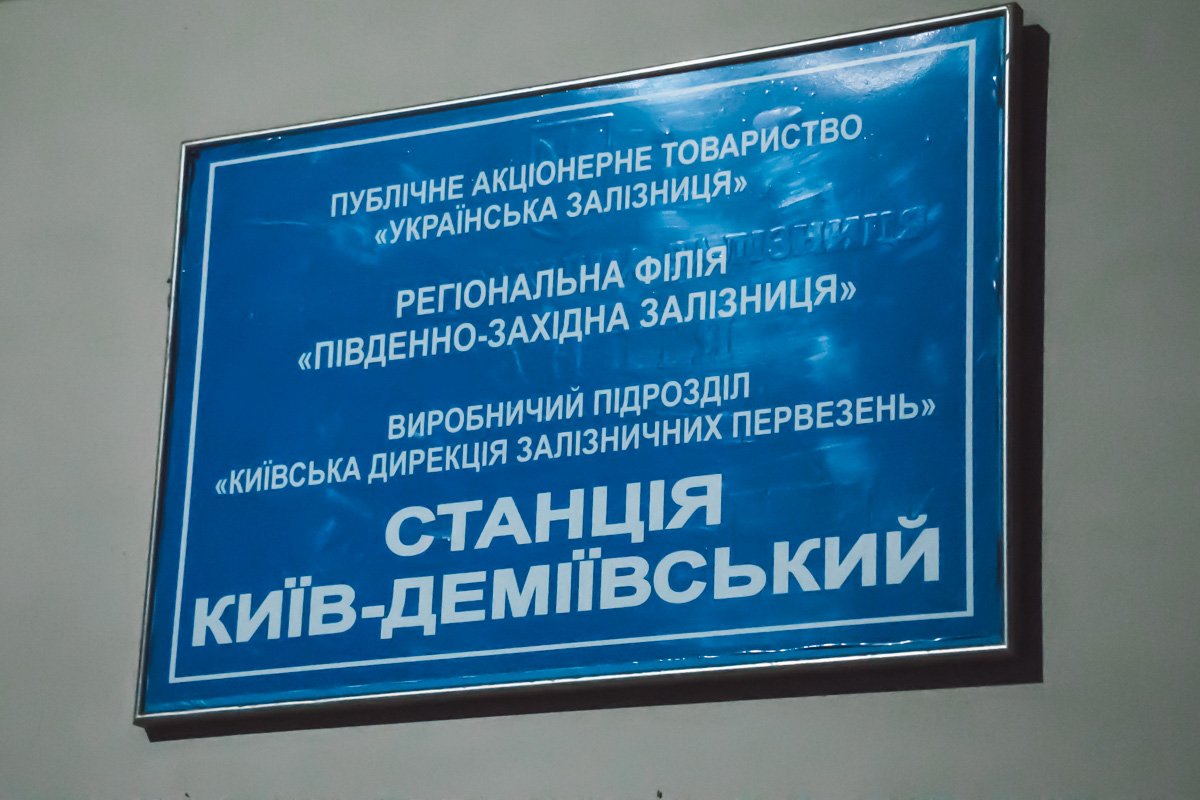 ПУБЛІЧНЕ АКЦІОНЕРНЕ ТОВАРИСТВО
«УКРАЇНСЬКА ЗАЛІЗНИЦЯ»
РЕГІОНАЛЬНА ФІЛІЯ
«ПІВДЕННО-ЗАХІДНА ЗАЛІЗНИЦЯ»
ВИРОБНИЧИЙ ПІДРОЗДІЛ
«КИЇВСЬКА ДИРЕКЦІЯ ЗАЛІЗНИЧНИХ ПЕРВЕЗЕНЬ»
СТАНЦІЯ
КИЇВ-ДЕМІЇВСЬКИЙ